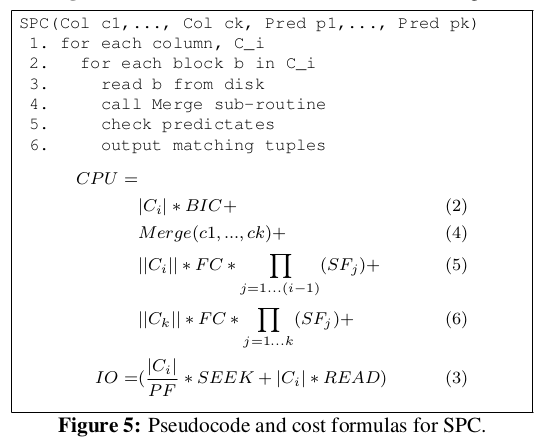 SPC(Col c1,..., Col ck, Pred p1,..., Pred pk)
1. for each column, C_i
2. for each block b in C_i
3. read b from disk
4. call Merge sub-routine
5. check predictates
6. output matching tuples
CPU =
|C_i| * BIC+ (2)
Merge(c1, ..., ck)+ (4)
||C_i|| * FC * ∏_{j=1...(i−1)} (SF_j)+ (5)
||C_k|| * FC * ∏_{j=1...k} (SF_j)+ (6)
IO =(|C_i|/PF * SEEK + |C_i| * READ) (3)
Figure 5: Pseudocode and cost formulas for SPC.